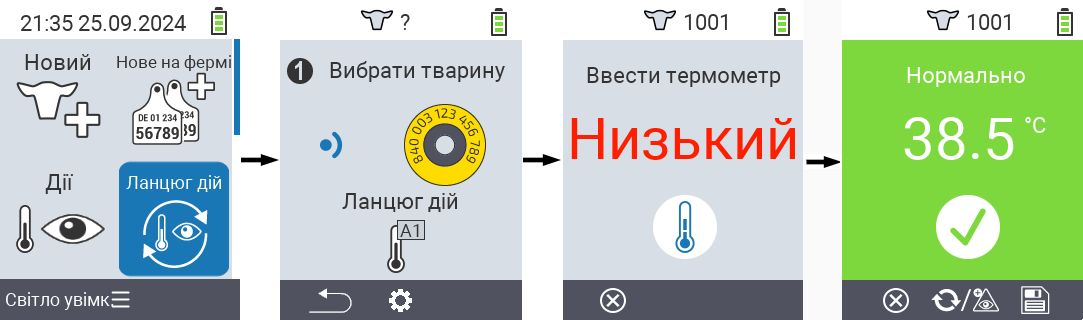 21:35 25.09.2024
Новий
Нове на фермі
DE 01 234
234
56789
39
Дії
Ланцюг дій
Світло увімк.
?
1 Вибрати тварину
840 003 123 456 789
Ланцюг дій
A1
1001
Ввести термометр
Низький
1001
Нормально
38.5 °C